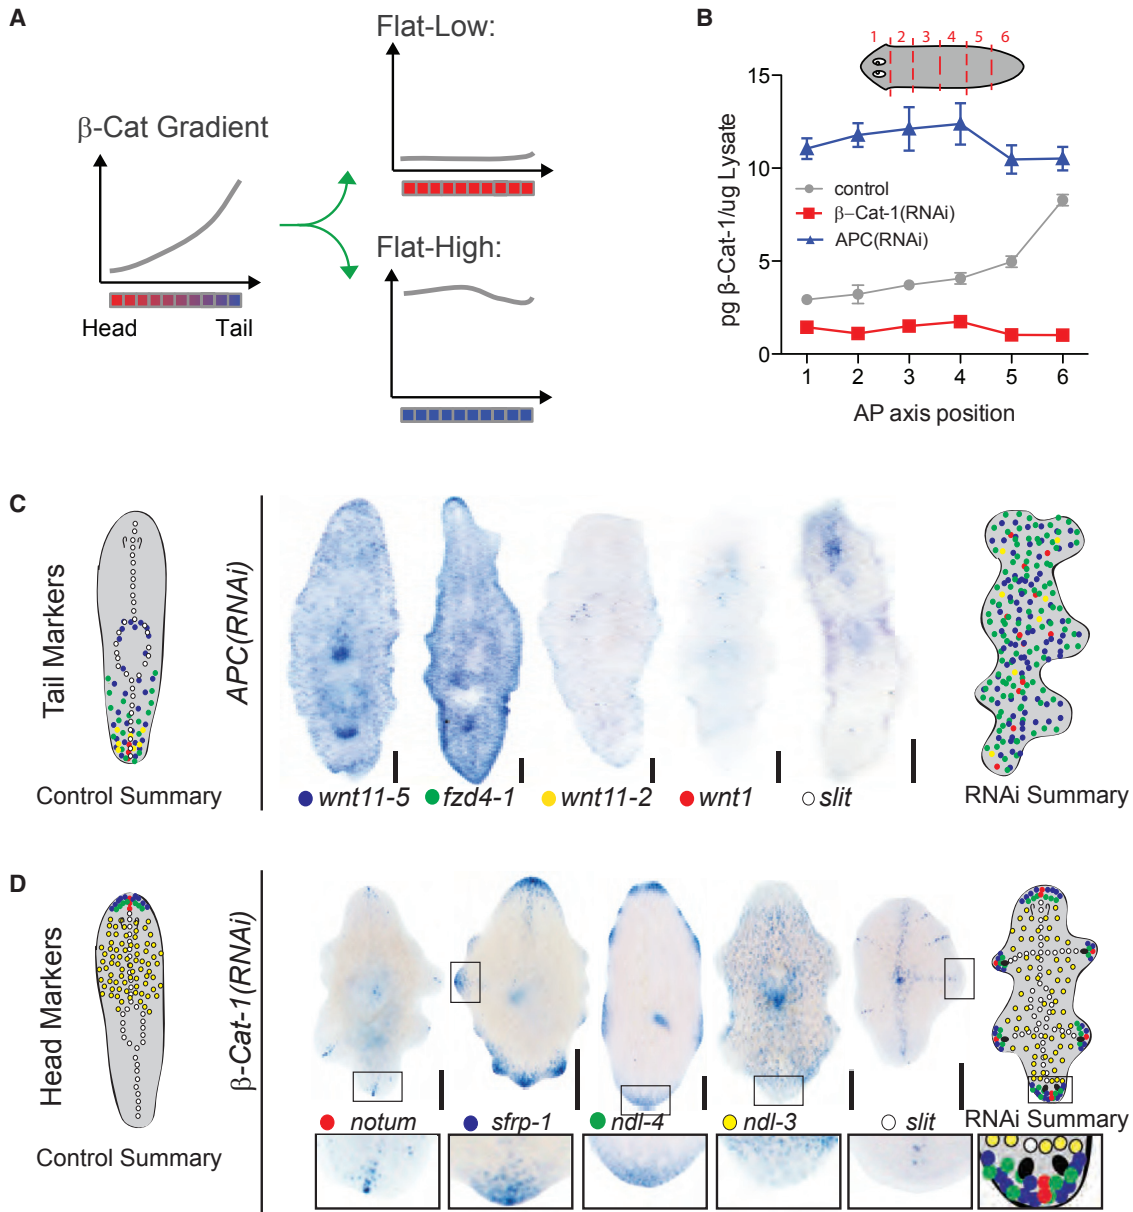 A
Flat-Low:
β-Cat Gradient
Head
Tail
Flat-High:
B
1 2 3 4 5 6
15
10
5
0
pg β-Cat-1/ug Lysate
control
β–Cat-1(RNAi)
APC(RNAi)
1 2 3 4 5 6
AP axis position
C
Tail Markers
Control Summary
APC(RNAi)
wnt11-5
fzd4-1
wnt11-2
wnt1
slit
RNAi Summary
D
Head Markers
Control Summary
β-Cat-1(RNAi)
notum
sfrp-1
ndl-4
ndl-3
slit
RNAi Summary